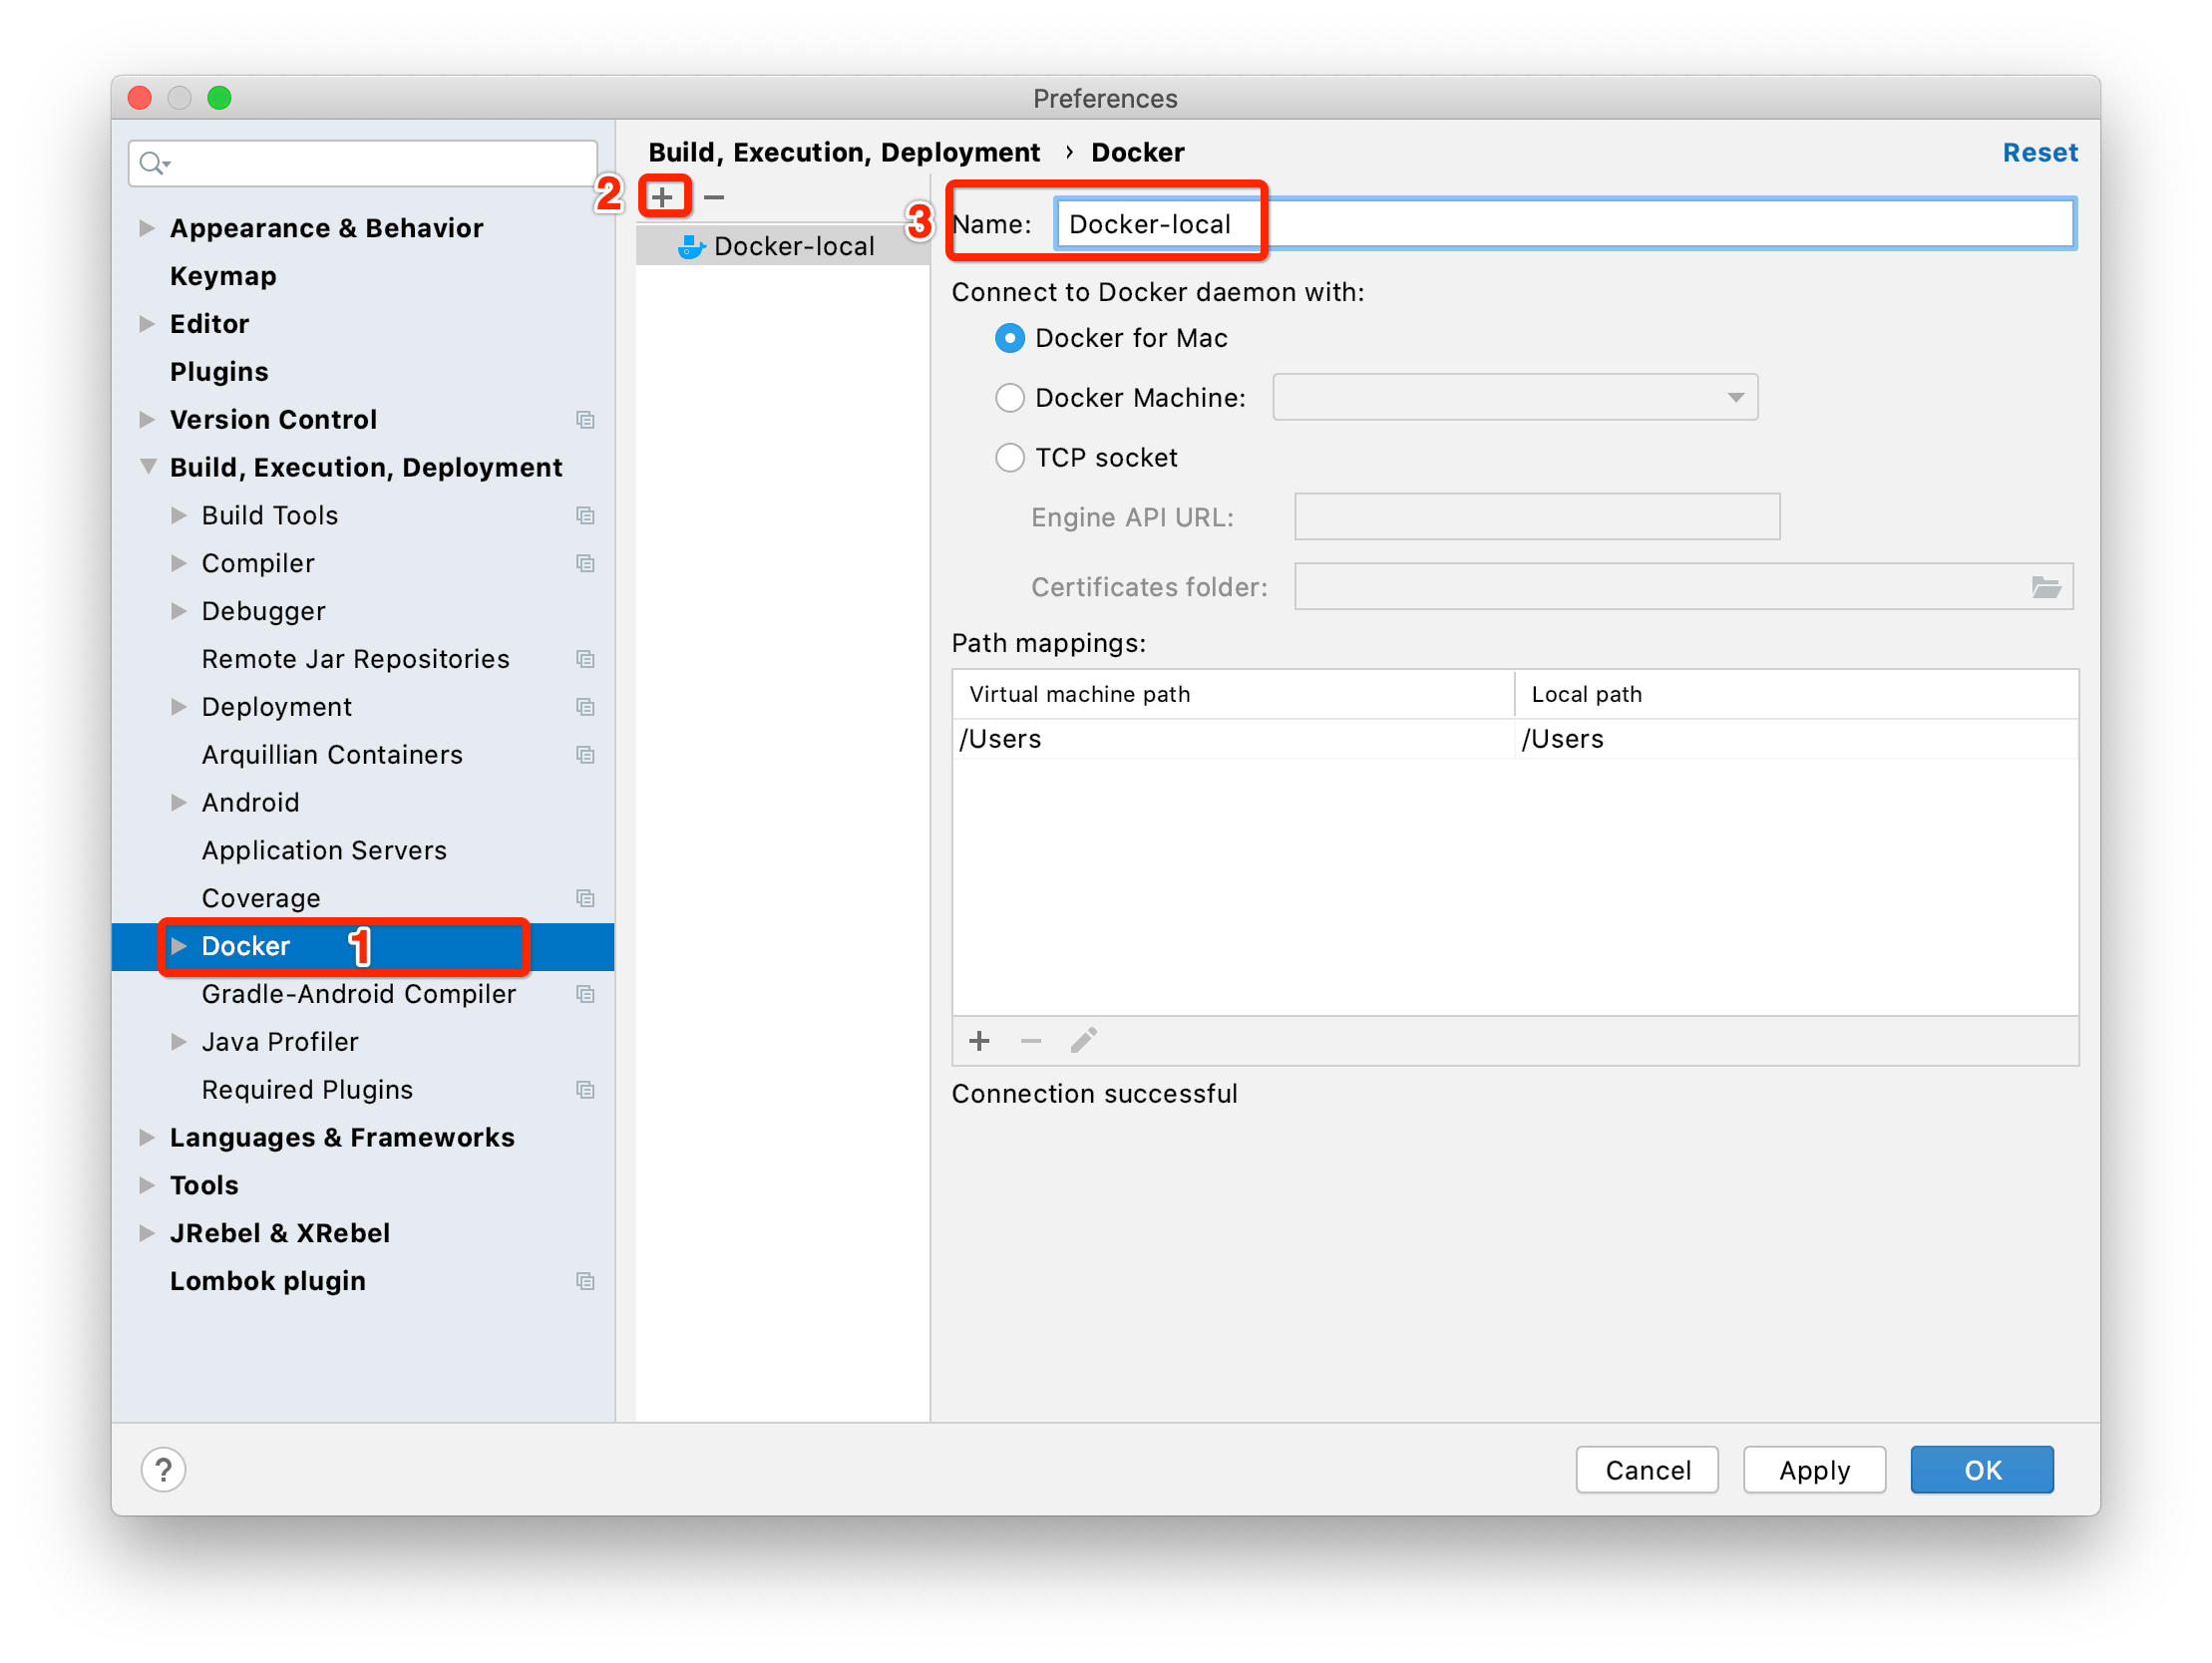 Preferences
Build, Execution, Deployment › Docker
Reset
2
3
Appearance & Behavior
Keymap
Editor
Plugins
Version Control
Build, Execution, Deployment
Build Tools
Compiler
Debugger
Remote Jar Repositories
Deployment
Arquillian Containers
Android
Application Servers
Coverage
Docker 1
Gradle-Android Compiler
Java Profiler
Required Plugins
Languages & Frameworks
Tools
JRebel & XRebel
Lombok plugin
Docker-local
Name: Docker-local
Connect to Docker daemon with:
Docker for Mac
Docker Machine:
TCP socket
Engine API URL:
Certificates folder:
Path mappings:
Virtual machine path Local path
/Users /Users
Connection successful
?
Cancel Apply OK